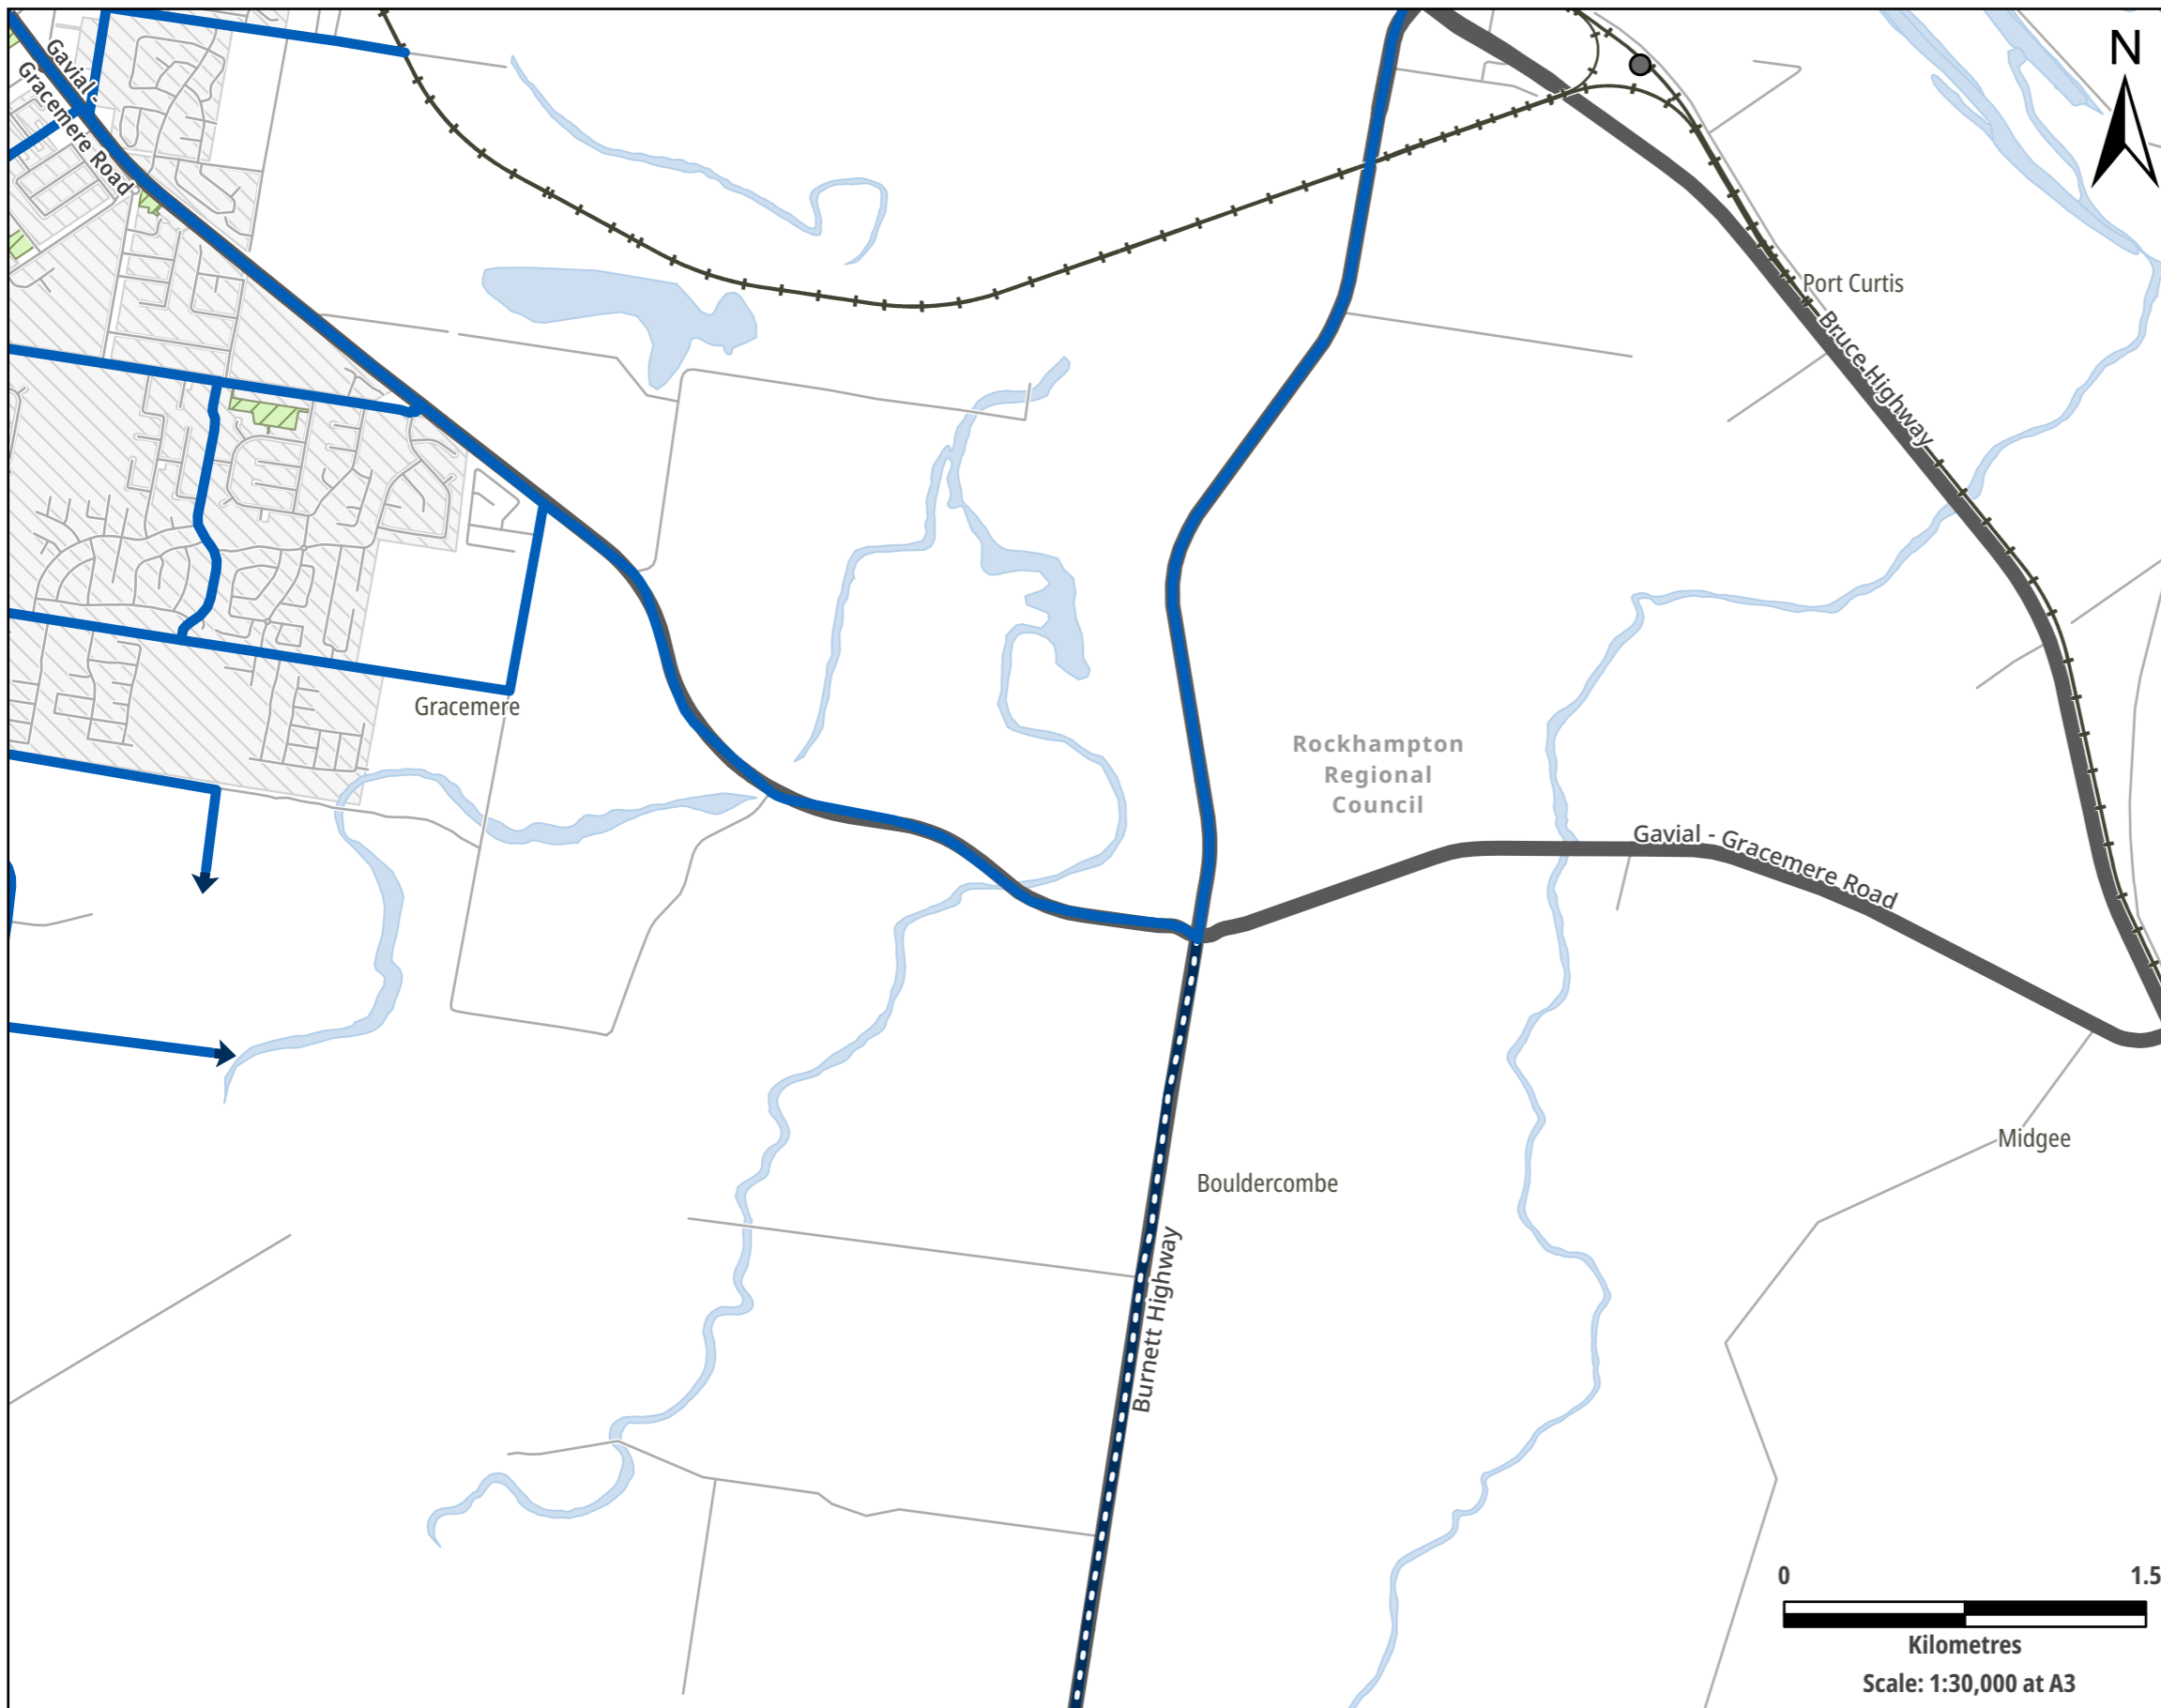 N
Gavial -
Gracemere Road
Port Curtis
Bruce Highway
Gracemere
Rockhampton
Regional
Council
Gavial - Gracemere Road
Midgee
Bouldercombe
Burnett Highway
0 1.5
Kilometres
Scale: 1:30,000 at A3